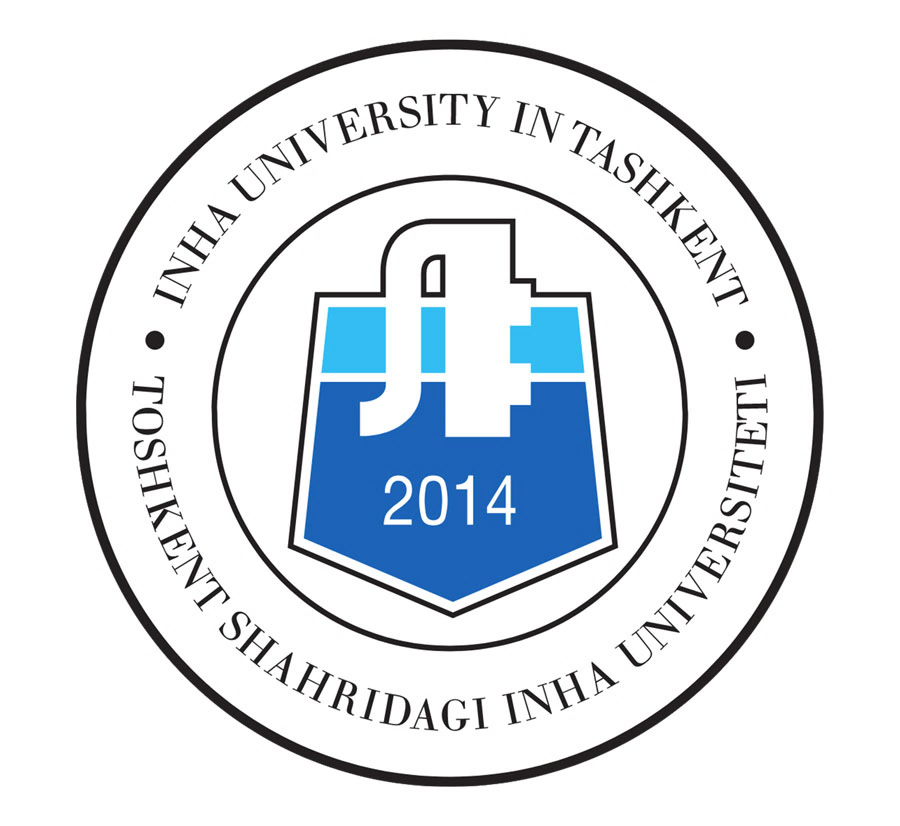 INHA UNIVERSITY IN TASHKENT
2014
TOSHKENT SHAHRIDAGI INHA UNIVERSITETI